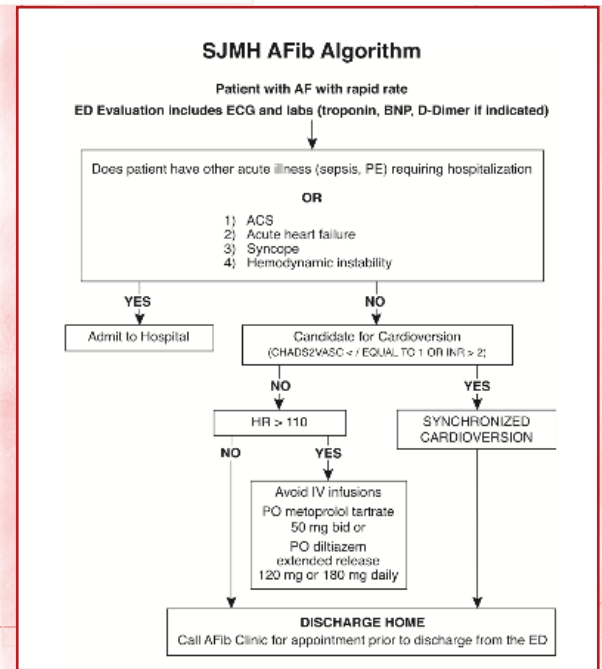 SJMH AFib Algorithm
Patient with AF with rapid rate
ED Evaluation includes ECG and labs (troponin, BNP, D-Dimer if indicated)
Does patient have other acute illness (sepsis, PE) requiring hospitalization
OR
1) ACS
2) Acute heart failure
3) Syncope
4) Hemodynamic instability
YES
NO
Admit to Hospital
Candidate for Cardioversion
(CHADS2VASC < / EQUAL TO 1 OR INR > 2)
NO
YES
HR > 110
SYNCHRONIZED
CARDIOVERSION
NO
YES
Avoid IV infusions
PO metoprolol tartrate
50 mg bid or
PO diltiazem
extended release
120 mg or 180 mg daily
DISCHARGE HOME
Call AFib Clinic for appointment prior to discharge from the ED